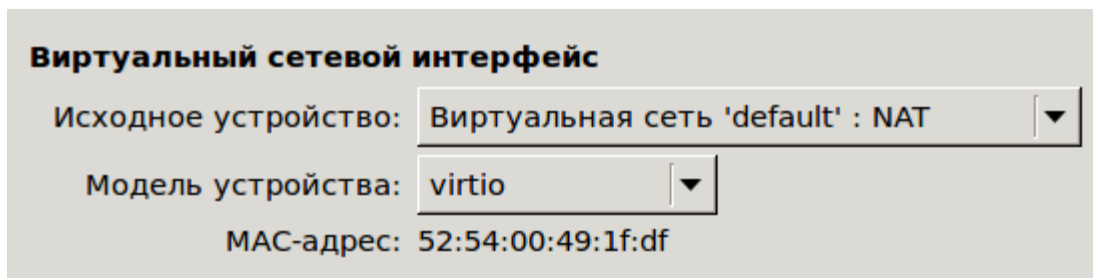 Виртуальный сетевой интерфейс
Исходное устройство: Виртуальная сеть 'default' : NAT
Модель устройства: virtio
MAC-адрес: 52:54:00:49:1f:df